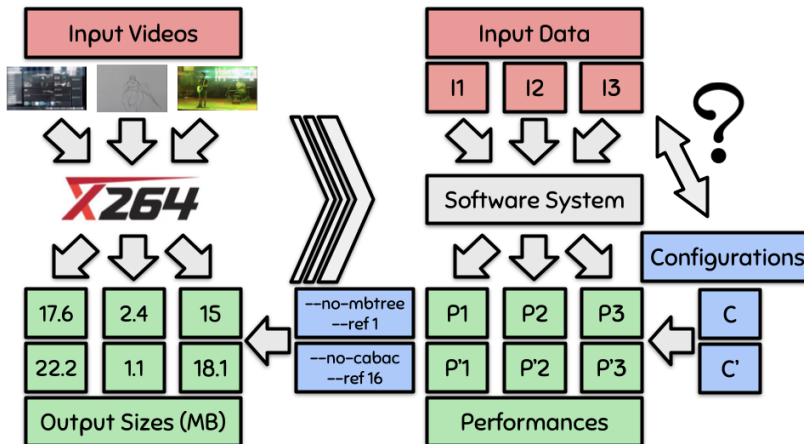 Input Videos
X264
17.6 2.4 15
22.2 1.1 18.1
Output Sizes (MB)
--no-mbtree
--ref 1
--no-cabac
--ref 16
Input Data
I1 I2 I3
?
Software System
Configurations
P1 P2 P3
P'1 P'2 P'3
Performances
C
C'